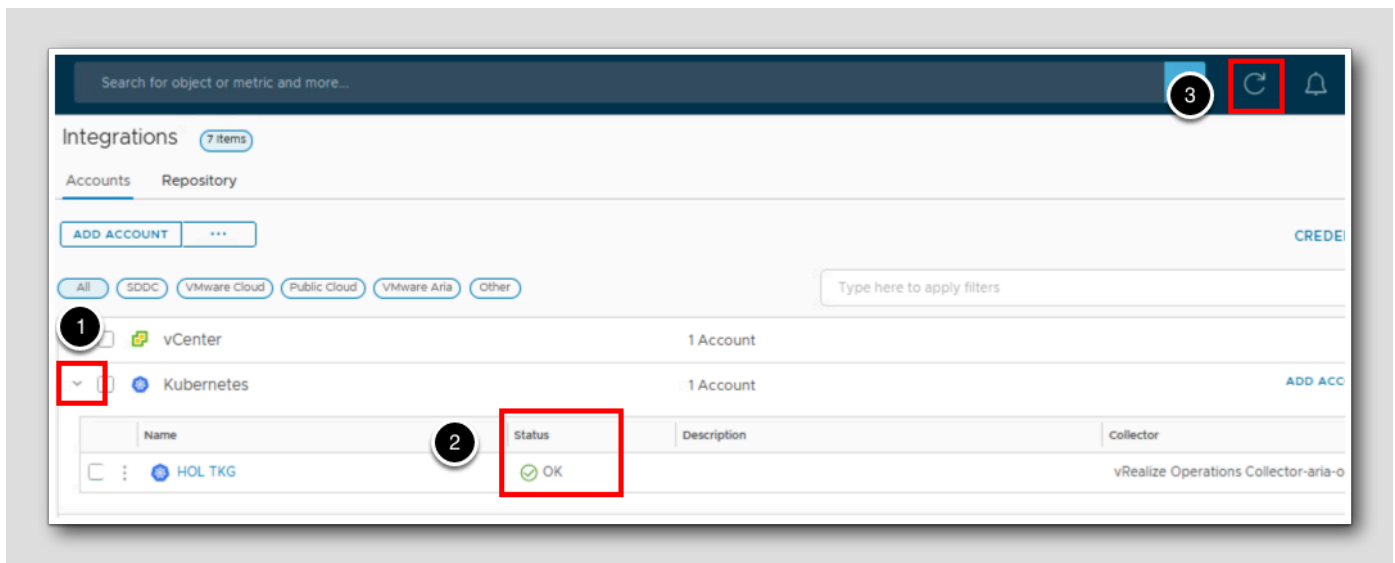 Search for object or metric and more...
3
Integrations 7 Items
Accounts Repository
ADD ACCOUNT ...
CREDE
All SDDC VMware Cloud Public Cloud VMware Aria Other
Type here to apply filters
1
vCenter 1 Account
Kubernetes 1 Account ADD ACC
Name 2 Status Description Collector
HOL TKG OK vRealize Operations Collector-aria-o